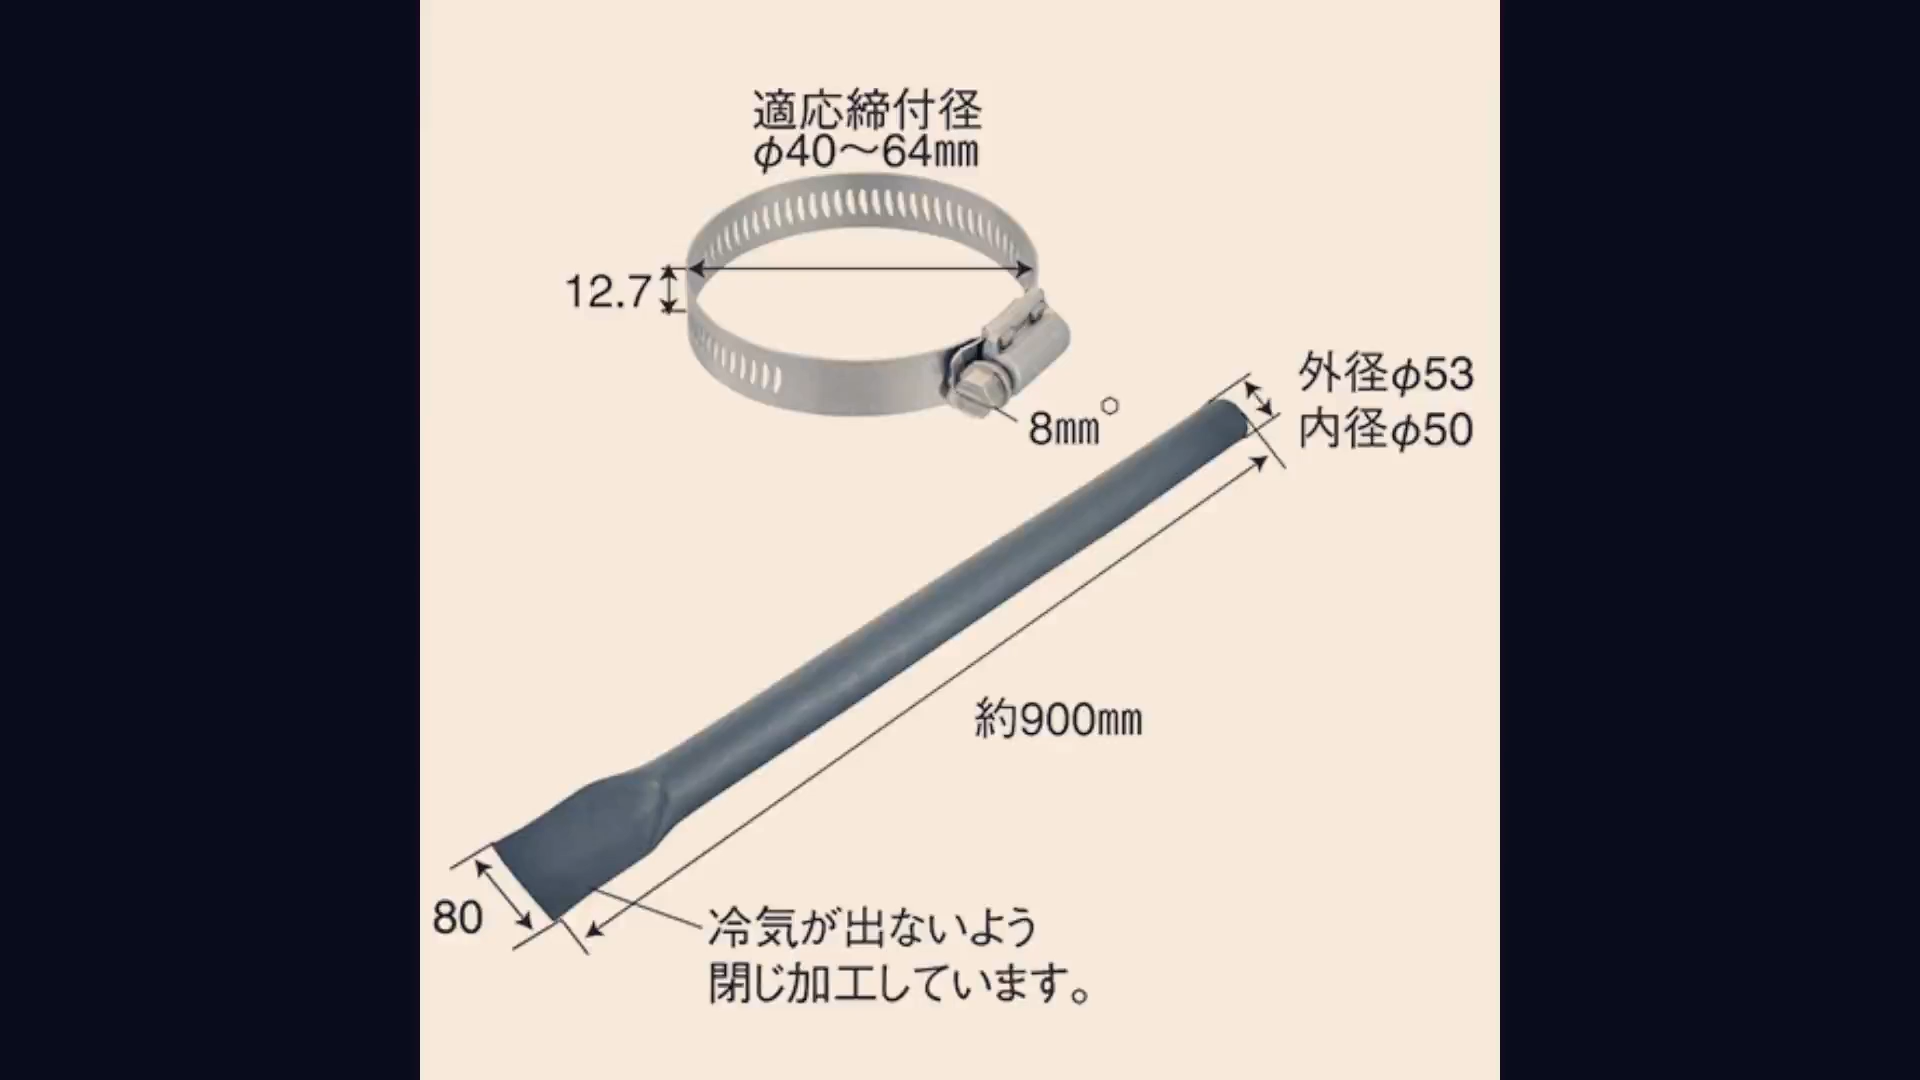 適応締付径
φ40～64㎜
12.7
8㎜
外径φ53
内径φ50
約900㎜
80
冷気が出ないよう
閉じ加工しています。